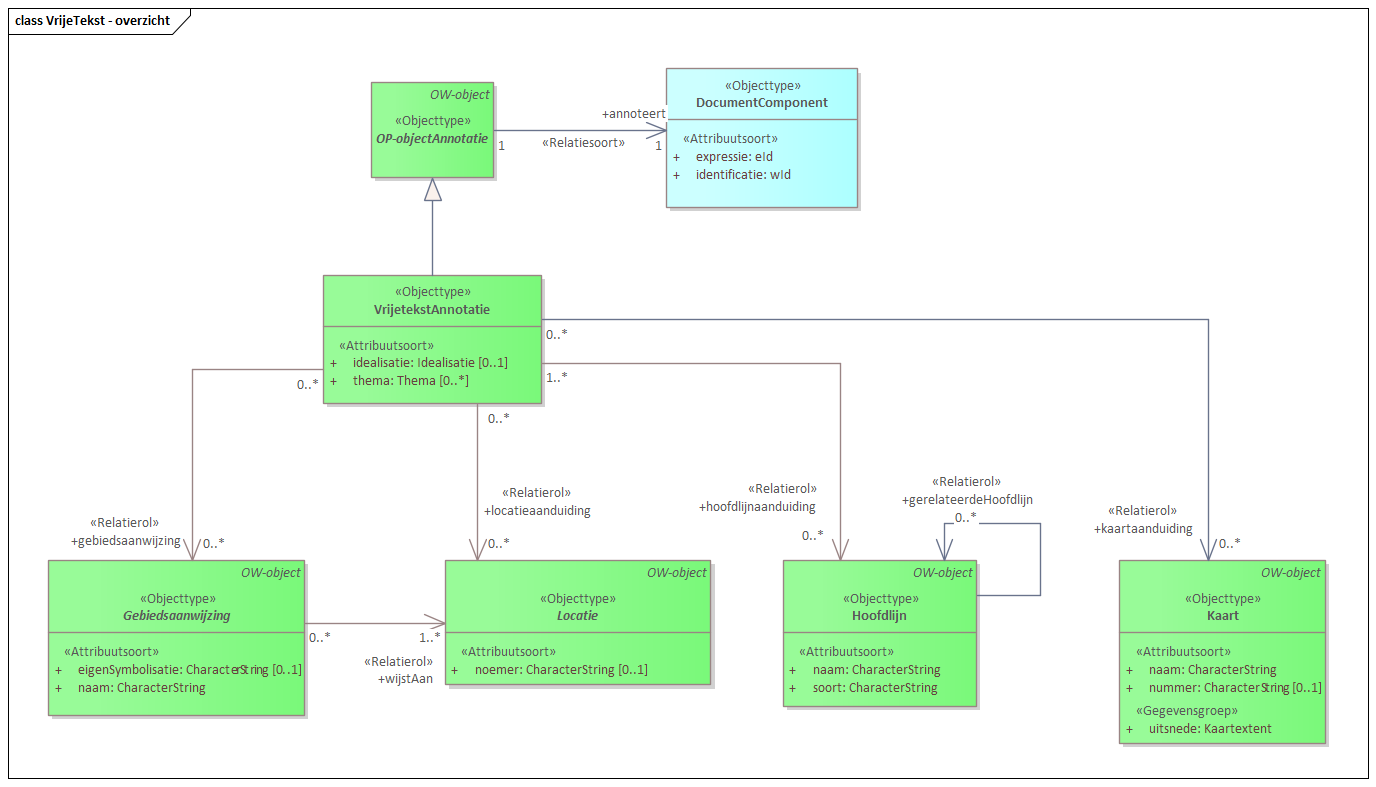 class VrijeTekst - overzicht
OW-object
«Objecttype»
OP-objectAnnotatie
1
+annoteert
«Relatiesoort»
1
«Objecttype»
DocumentComponent
«Attribuutsoort»
+ expressie: eId
+ identificatie: wId
«Objecttype»
VrijetekstAnnotatie
«Attribuutsoort»
+ idealisatie: Idealisatie [0..1]
+ thema: Thema [0..*]
0..*
0..*
1..*
0..*
«Relatierol»
+gebiedsaanwijzing
0..*
«Relatierol»
+locatieaanduiding
0..*
«Relatierol»
+hoofdlijnaanduiding
0..*
«Relatierol»
+gerelateerdeHoofdlijn
0..*
«Relatierol»
+kaartaanduiding
0..*
OW-object
«Objecttype»
Gebiedsaanwijzing
«Attribuutsoort»
+ eigenSymbolisatie: CharacterString [0..1]
+ naam: CharacterString
0..*
1..*
«Relatierol»
+wijstAan
OW-object
«Objecttype»
Locatie
«Attribuutsoort»
+ noemer: CharacterString [0..1]
OW-object
«Objecttype»
Hoofdlijn
«Attribuutsoort»
+ naam: CharacterString
+ soort: CharacterString
OW-object
«Objecttype»
Kaart
«Attribuutsoort»
+ naam: CharacterString
+ nummer: CharacterString [0..1]
«Gegevensgroep»
+ uitsnede: Kaartextent